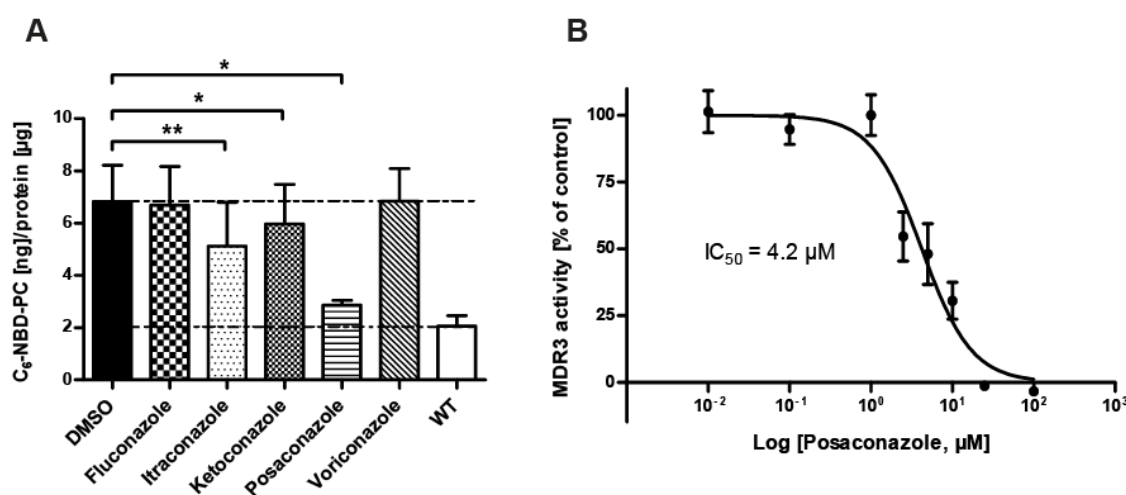 A
*
*
**
C₆-NBD-PC [ng]/protein [µg]
10
8
6
4
2
0
DMSO
Fluconazole
Itraconazole
Ketoconazole
Posaconazole
Voriconazole
WT
B
MDR3 activity [% of control]
100
75
50
25
0
IC₅₀ = 4.2 µM
10⁻²
10⁻¹
10⁰
10¹
10²
10³
Log [Posaconazole, µM]